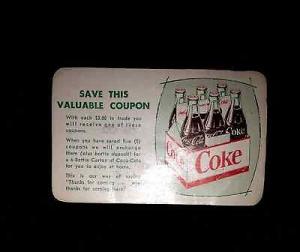 SAVE THIS
VALUABLE COUPON
With each $3.00 in trade you
will receive one of these
coupons.
When you have saved five (5)
coupons we will exchange
them (plus bottle deposit) for
a 6-Bottle Carton of Coca-Cola
for you to enjoy at home.
This is our way of saying
"Thanks for coming
thanks for coming here!"
Coke
Coke